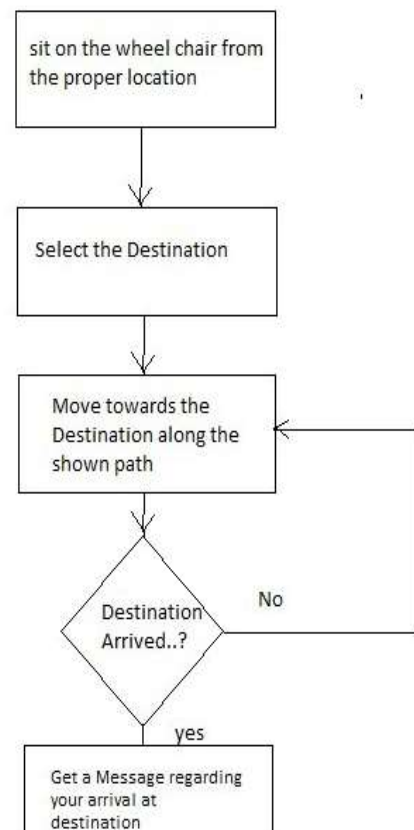 sit on the wheel chair from
the proper location
Select the Destination
Move towards the
Destination along the
shown path
Destination
Arrived..?
No
yes
Get a Message regarding
your arrival at
destination